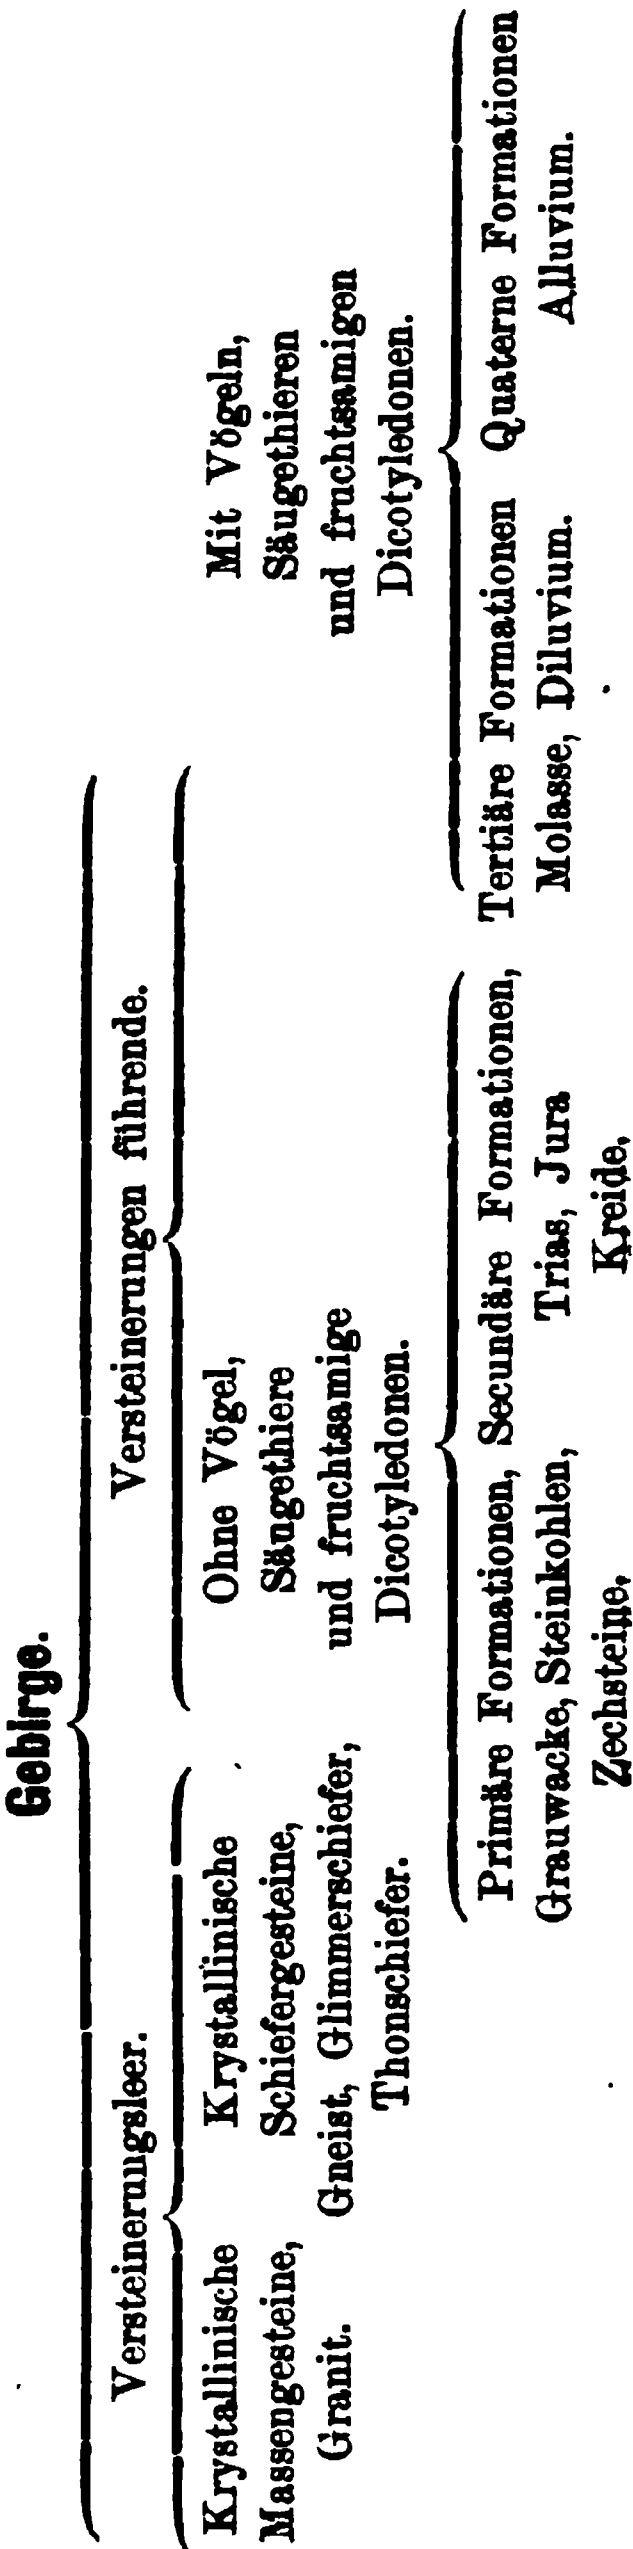 Gebirge.
Versteinerungsleer.
Versteinerungen führende.
Krystallinische
Massengesteine,
Granit.
Krystallinische
Schiefergesteine,
Gneist, Glimmerschiefer,
Thonschiefer.
Ohne Vögel,
Säugethiere
und fruchtsamige
Dicotyledonen.
Mit Vögeln,
Säugethieren
und fruchtsamigen
Dicotyledonen.
Primäre Formationen,
Grauwacke, Steinkohlen,
Zechsteine,
Secundäre Formationen,
Trias, Jura
Kreide,
Tertiäre Formationen
Molasse, Diluvium.
Quaterne Formationen
Alluvium.